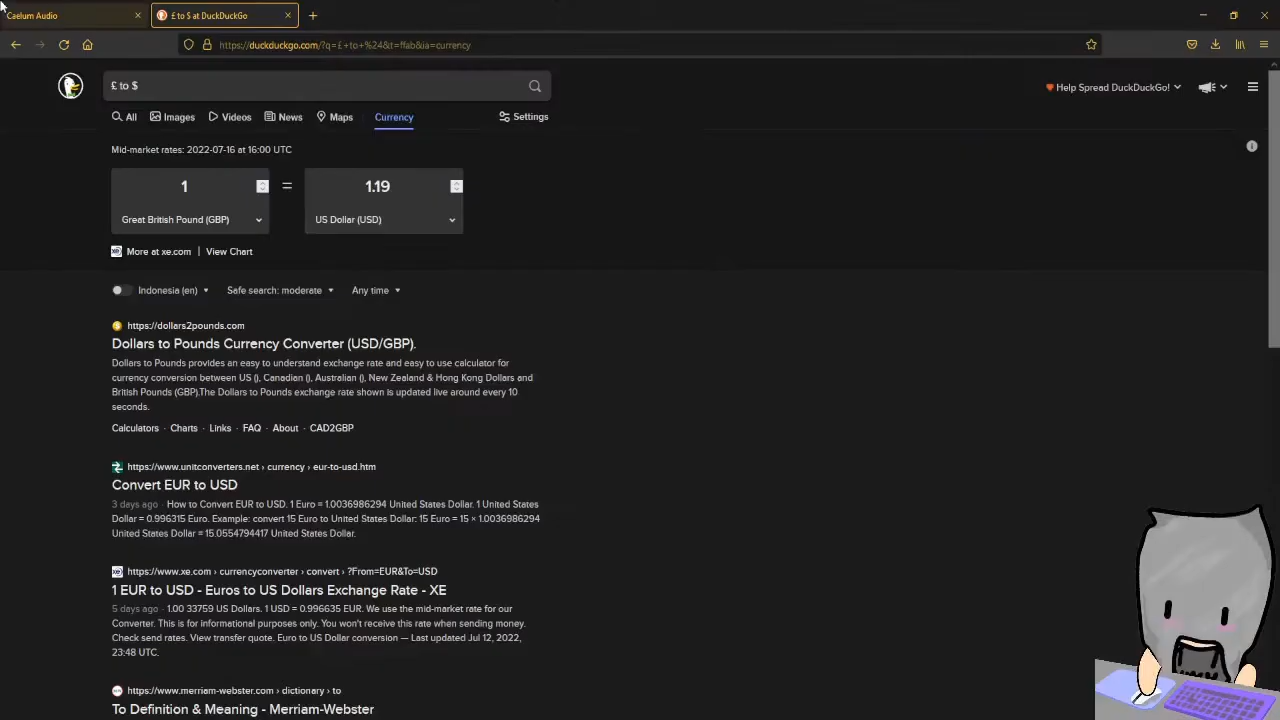 Caelum Audio
£ to $ at DuckDuckGo
https://duckduckgo.com/?q=£+to+%24&t=ffab&ia=currency
£ to $
Help Spread DuckDuckGo!
All
Images
Videos
News
Maps
Currency
Settings
Mid-market rates: 2022-07-16 at 16:00 UTC
1
=
1.19
Great British Pound (GBP)
US Dollar (USD)
More at xe.com | View Chart
Indonesia (en)
Safe search: moderate
Any time
https://dollars2pounds.com
Dollars to Pounds Currency Converter (USD/GBP).
Dollars to Pounds provides an easy to understand exchange rate and easy to use calculator for
currency conversion between US (), Canadian (), Australian (), New Zealand & Hong Kong Dollars and
British Pounds (GBP).The Dollars to Pounds exchange rate shown is updated live around every 10
seconds.
Calculators · Charts · Links · FAQ · About · CAD2GBP
https://www.unitconverters.net › currency › eur-to-usd.htm
Convert EUR to USD
3 days ago · How to Convert EUR to USD. 1 Euro = 1.0036986294 United States Dollar. 1 United States
Dollar = 0.996315 Euro. Example: convert 15 Euro to United States Dollar: 15 Euro = 15 × 1.0036986294
United States Dollar = 15.0554794417 United States Dollar.
https://www.xe.com › currencyconverter › convert › ?From=EUR&To=USD
1 EUR to USD - Euros to US Dollars Exchange Rate - XE
5 days ago · 1.00 33759 US Dollars. 1 USD = 0.996635 EUR. We use the mid-market rate for our
Converter. This is for informational purposes only. You won't receive this rate when sending money.
Check send rates. View transfer quote. Euro to US Dollar conversion — Last updated Jul 12, 2022,
23:48 UTC.
https://www.merriam-webster.com › dictionary › to
To Definition & Meaning - Merriam-Webster